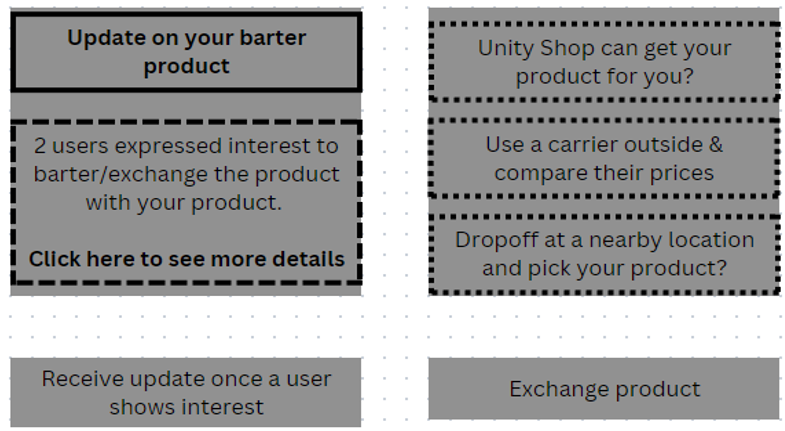 Update on your barter
product
2 users expressed interest to
barter/exchange the product
with your product.
Click here to see more details
Receive update once a user
shows interest
Unity Shop can get your
product for you?
Use a carrier outside &
compare their prices
Dropoff at a nearby location
and pick your product?
Exchange product